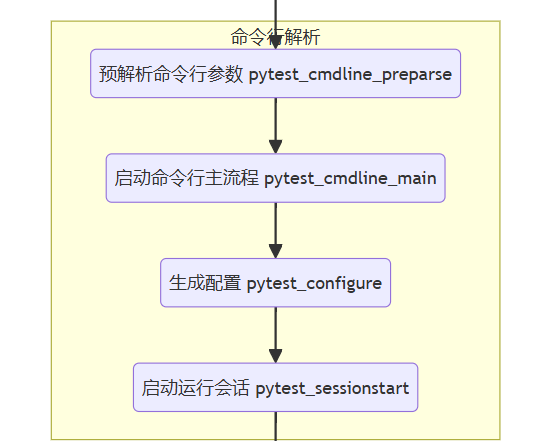 命令行解析
预解析命令行参数 pytest_cmdline_preparse
启动命令行主流程 pytest_cmdline_main
生成配置 pytest_configure
启动运行会话 pytest_sessionstart